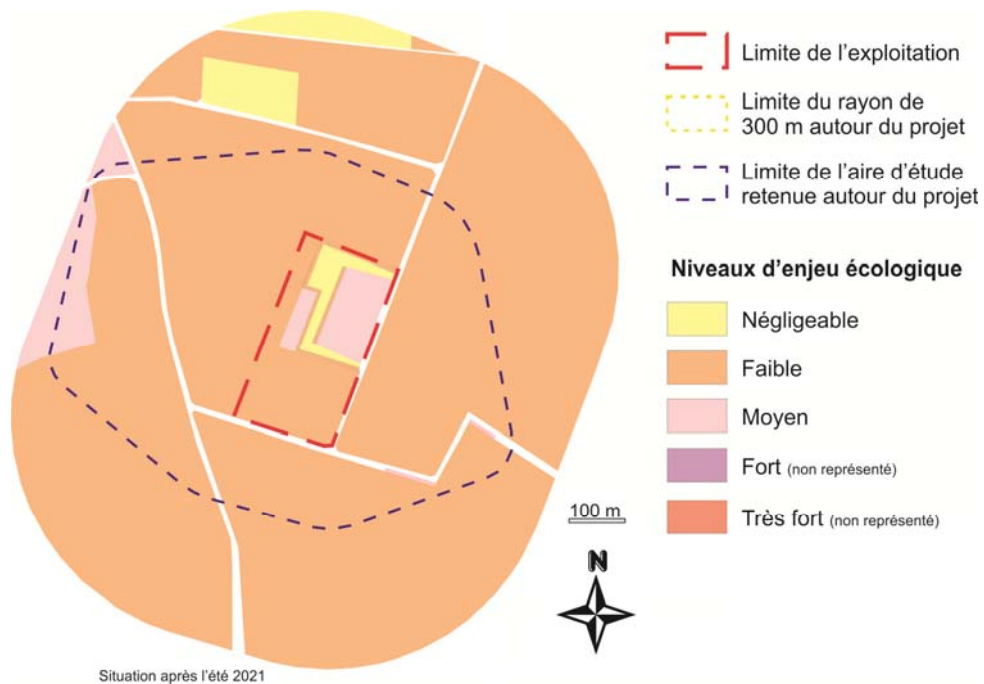 Limite de l'exploitation
Limite du rayon de
300 m autour du projet
Limite de l'aire d'étude
retenue autour du projet
Niveaux d'enjeu écologique
Négligeable
Faible
Moyen
Fort (non représenté)
Très fort (non représenté)
100 m
N
Situation après l'été 2021